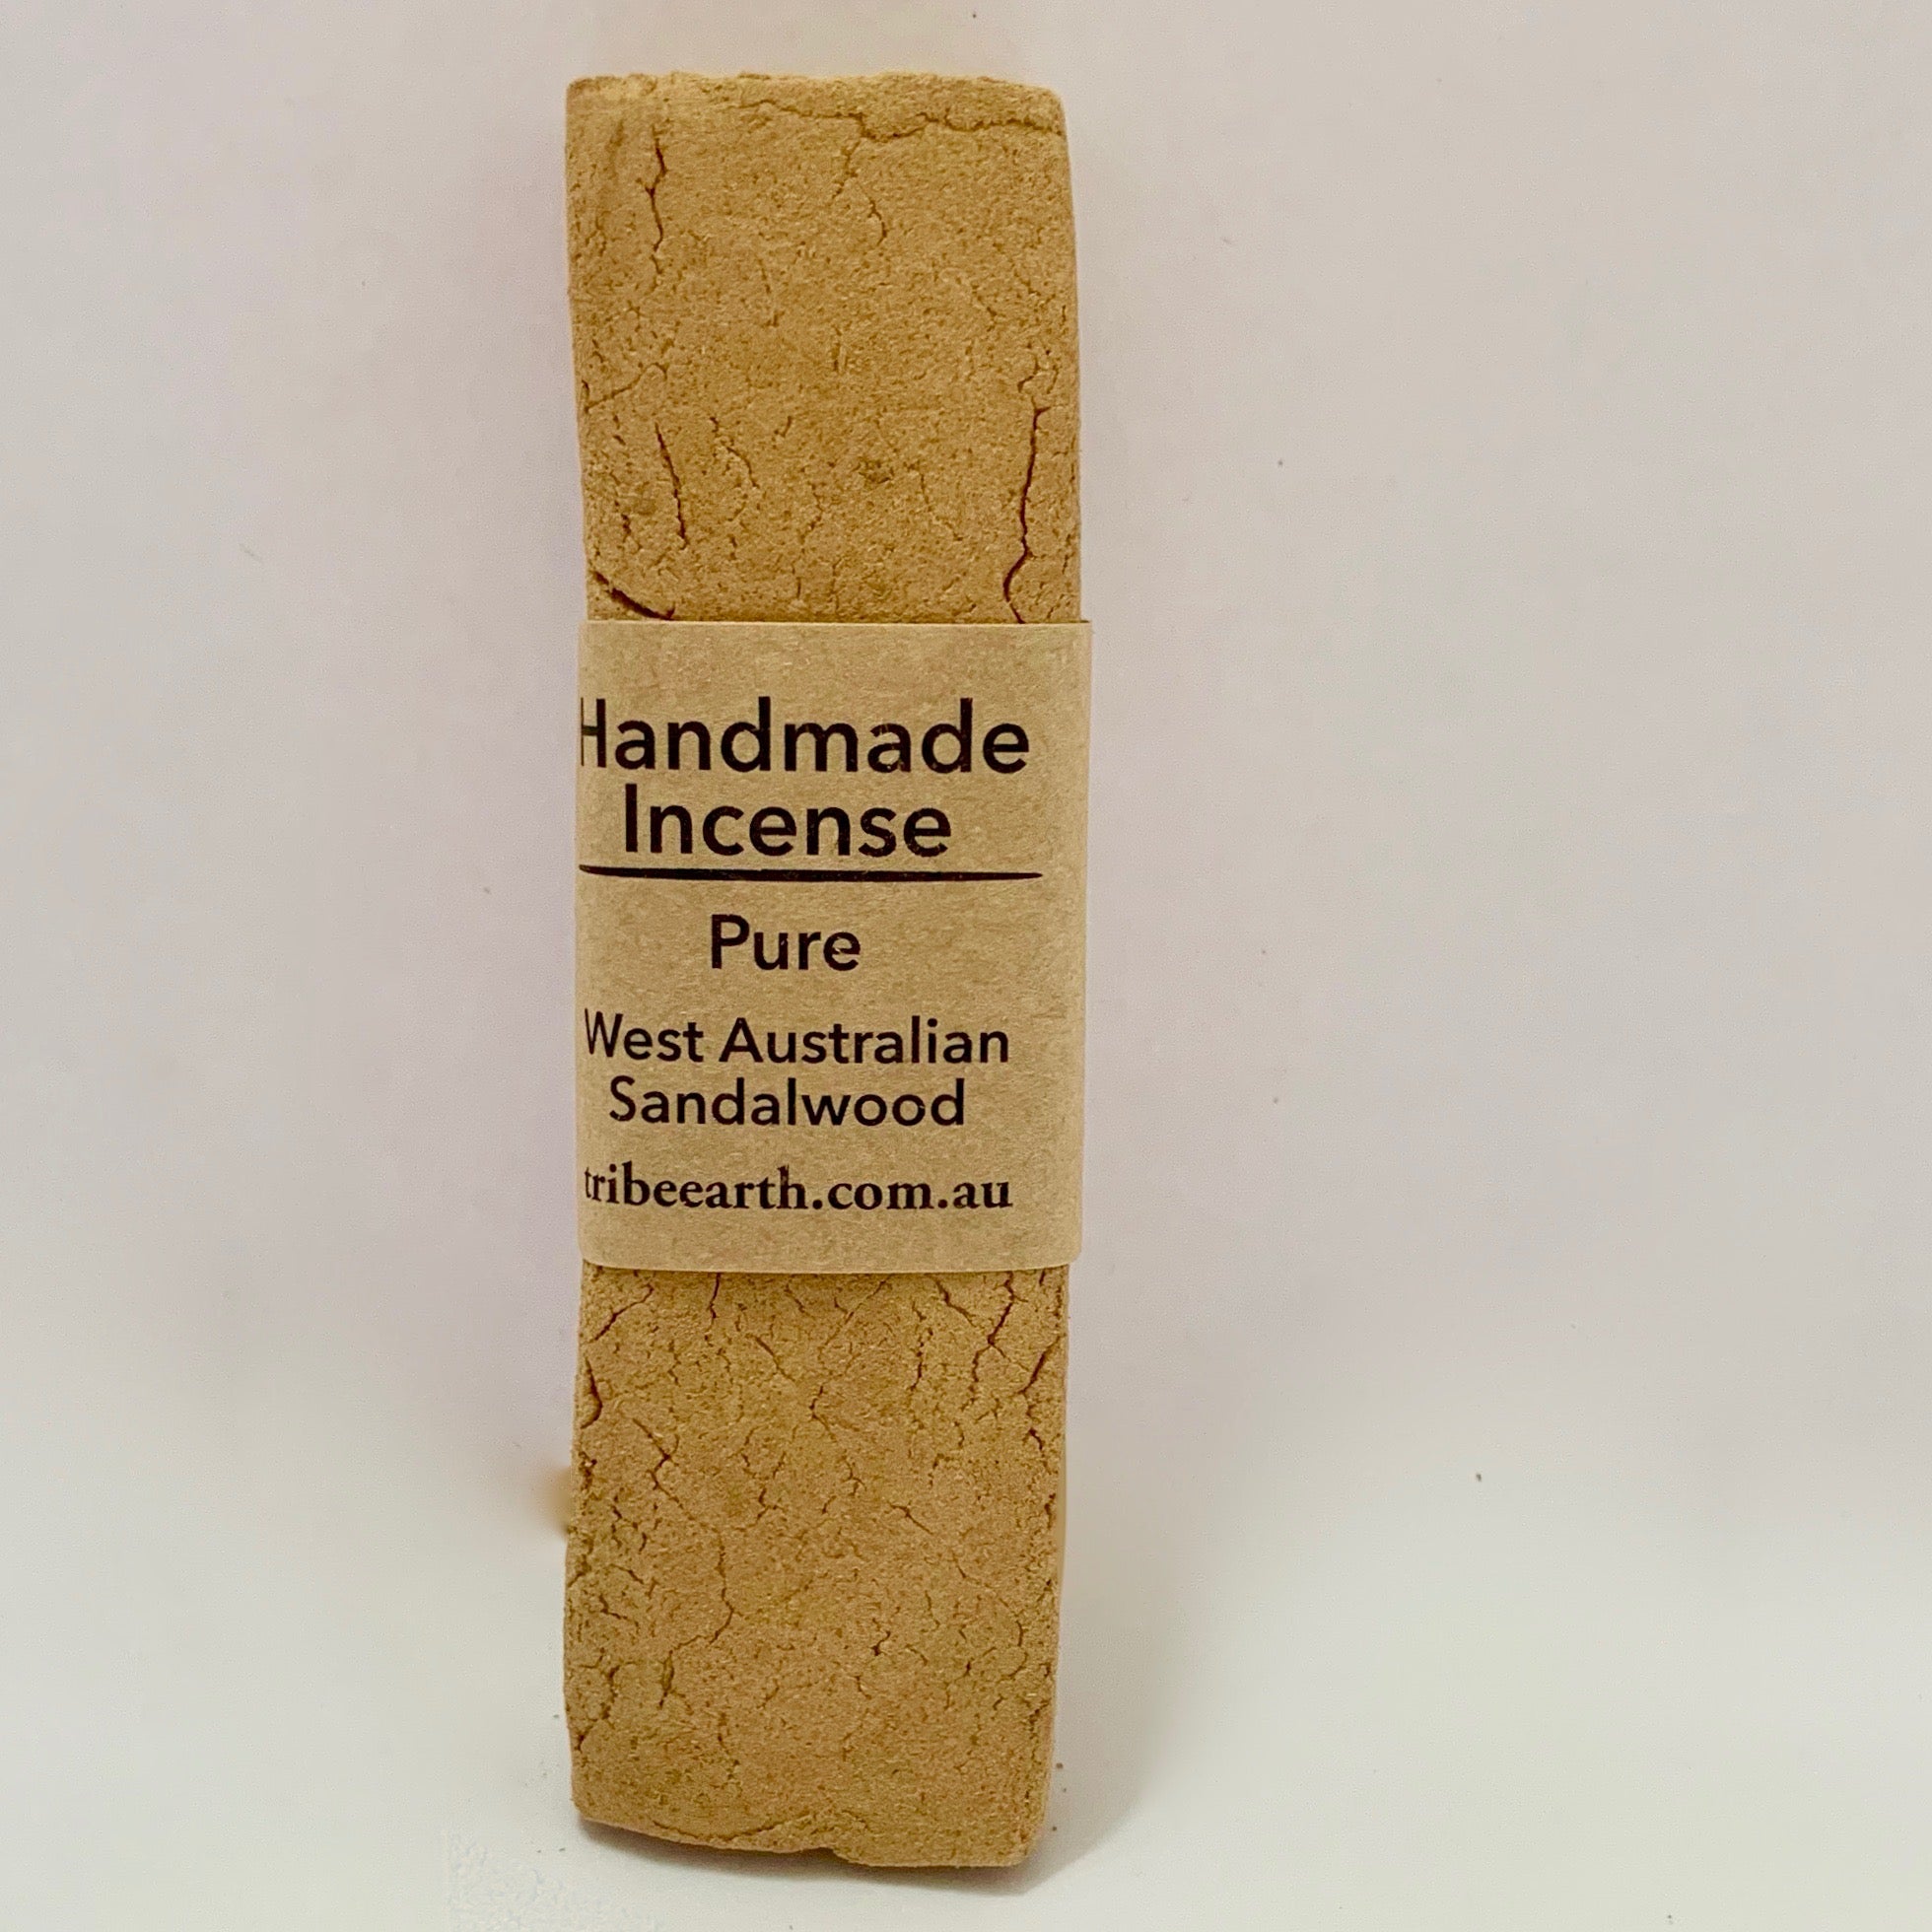 Handmade
Incense
Pure
West Australian
Sandalwood
tribeearth.com.au